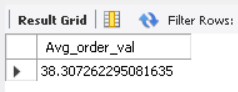 Result Grid Filter Rows:
Avg_order_val
38.307262295081635